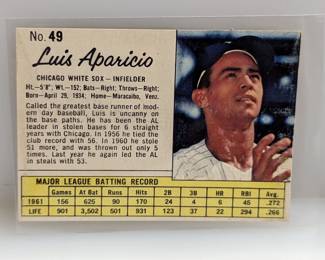 No. 49
Luis Aparicio
CHICAGO WHITE SOX - INFIELDER
Ht.-5'8"; Wt.-152; Bats-Right; Throws-Right;
Born-April 29, 1934; Home-Maracaibo, Venz.
Called the greatest base runner of mod-
ern day baseball, Luis is uncanny on
the base paths. He has been the AL
leader in stolen bases for 6 straight
years with Chicago. In 1956 he tied the
club record with 56. In 1960 he stole
51 more, and was thrown out only 5
times. Last year he again led the AL
in steals with 53.
MAJOR LEAGUE BATTING RECORD
Games At Bat Runs Hits 2B 3B HR RBI Avg.
1961 156 625 90 170 24 4 6 45 .272
LIFE 901 3,502 501 931 123 37 22 294 .266